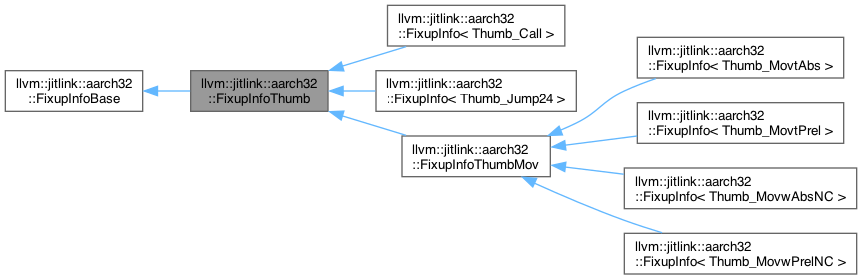 llvm::jitlink::aarch32
::FixupInfoBase
llvm::jitlink::aarch32
::FixupInfoThumb
llvm::jitlink::aarch32
::FixupInfo< Thumb_Call >
llvm::jitlink::aarch32
::FixupInfo< Thumb_Jump24 >
llvm::jitlink::aarch32
::FixupInfoThumbMov
llvm::jitlink::aarch32
::FixupInfo< Thumb_MovtAbs >
llvm::jitlink::aarch32
::FixupInfo< Thumb_MovtPrel >
llvm::jitlink::aarch32
::FixupInfo< Thumb_MovwAbsNC >
llvm::jitlink::aarch32
::FixupInfo< Thumb_MovwPrelNC >